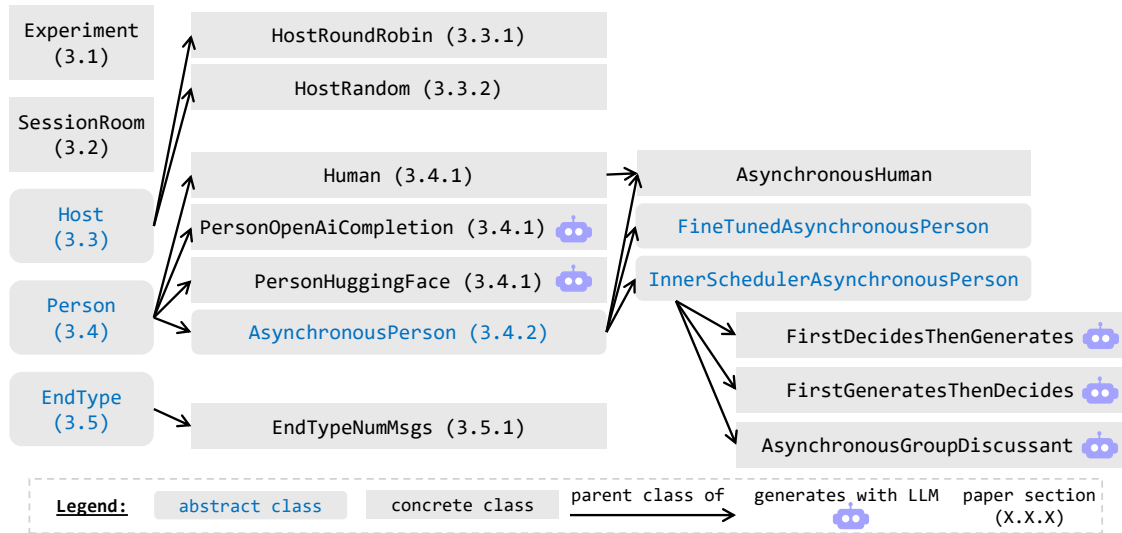 Experiment
(3.1)
SessionRoom
(3.2)
Host
(3.3)
Person
(3.4)
EndType
(3.5)
HostRoundRobin (3.3.1)
HostRandom (3.3.2)
Human (3.4.1)
PersonOpenAiCompletion (3.4.1)
PersonHuggingFace (3.4.1)
AsynchronousPerson (3.4.2)
EndTypeNumMsgs (3.5.1)
AsynchronousHuman
FineTunedAsynchronousPerson
InnerSchedulerAsynchronousPerson
FirstDecidesThenGenerates
FirstGeneratesThenDecides
AsynchronousGroupDiscussant
Legend:
abstract class
concrete class
parent class of
generates with LLM
paper section
(X.X.X)